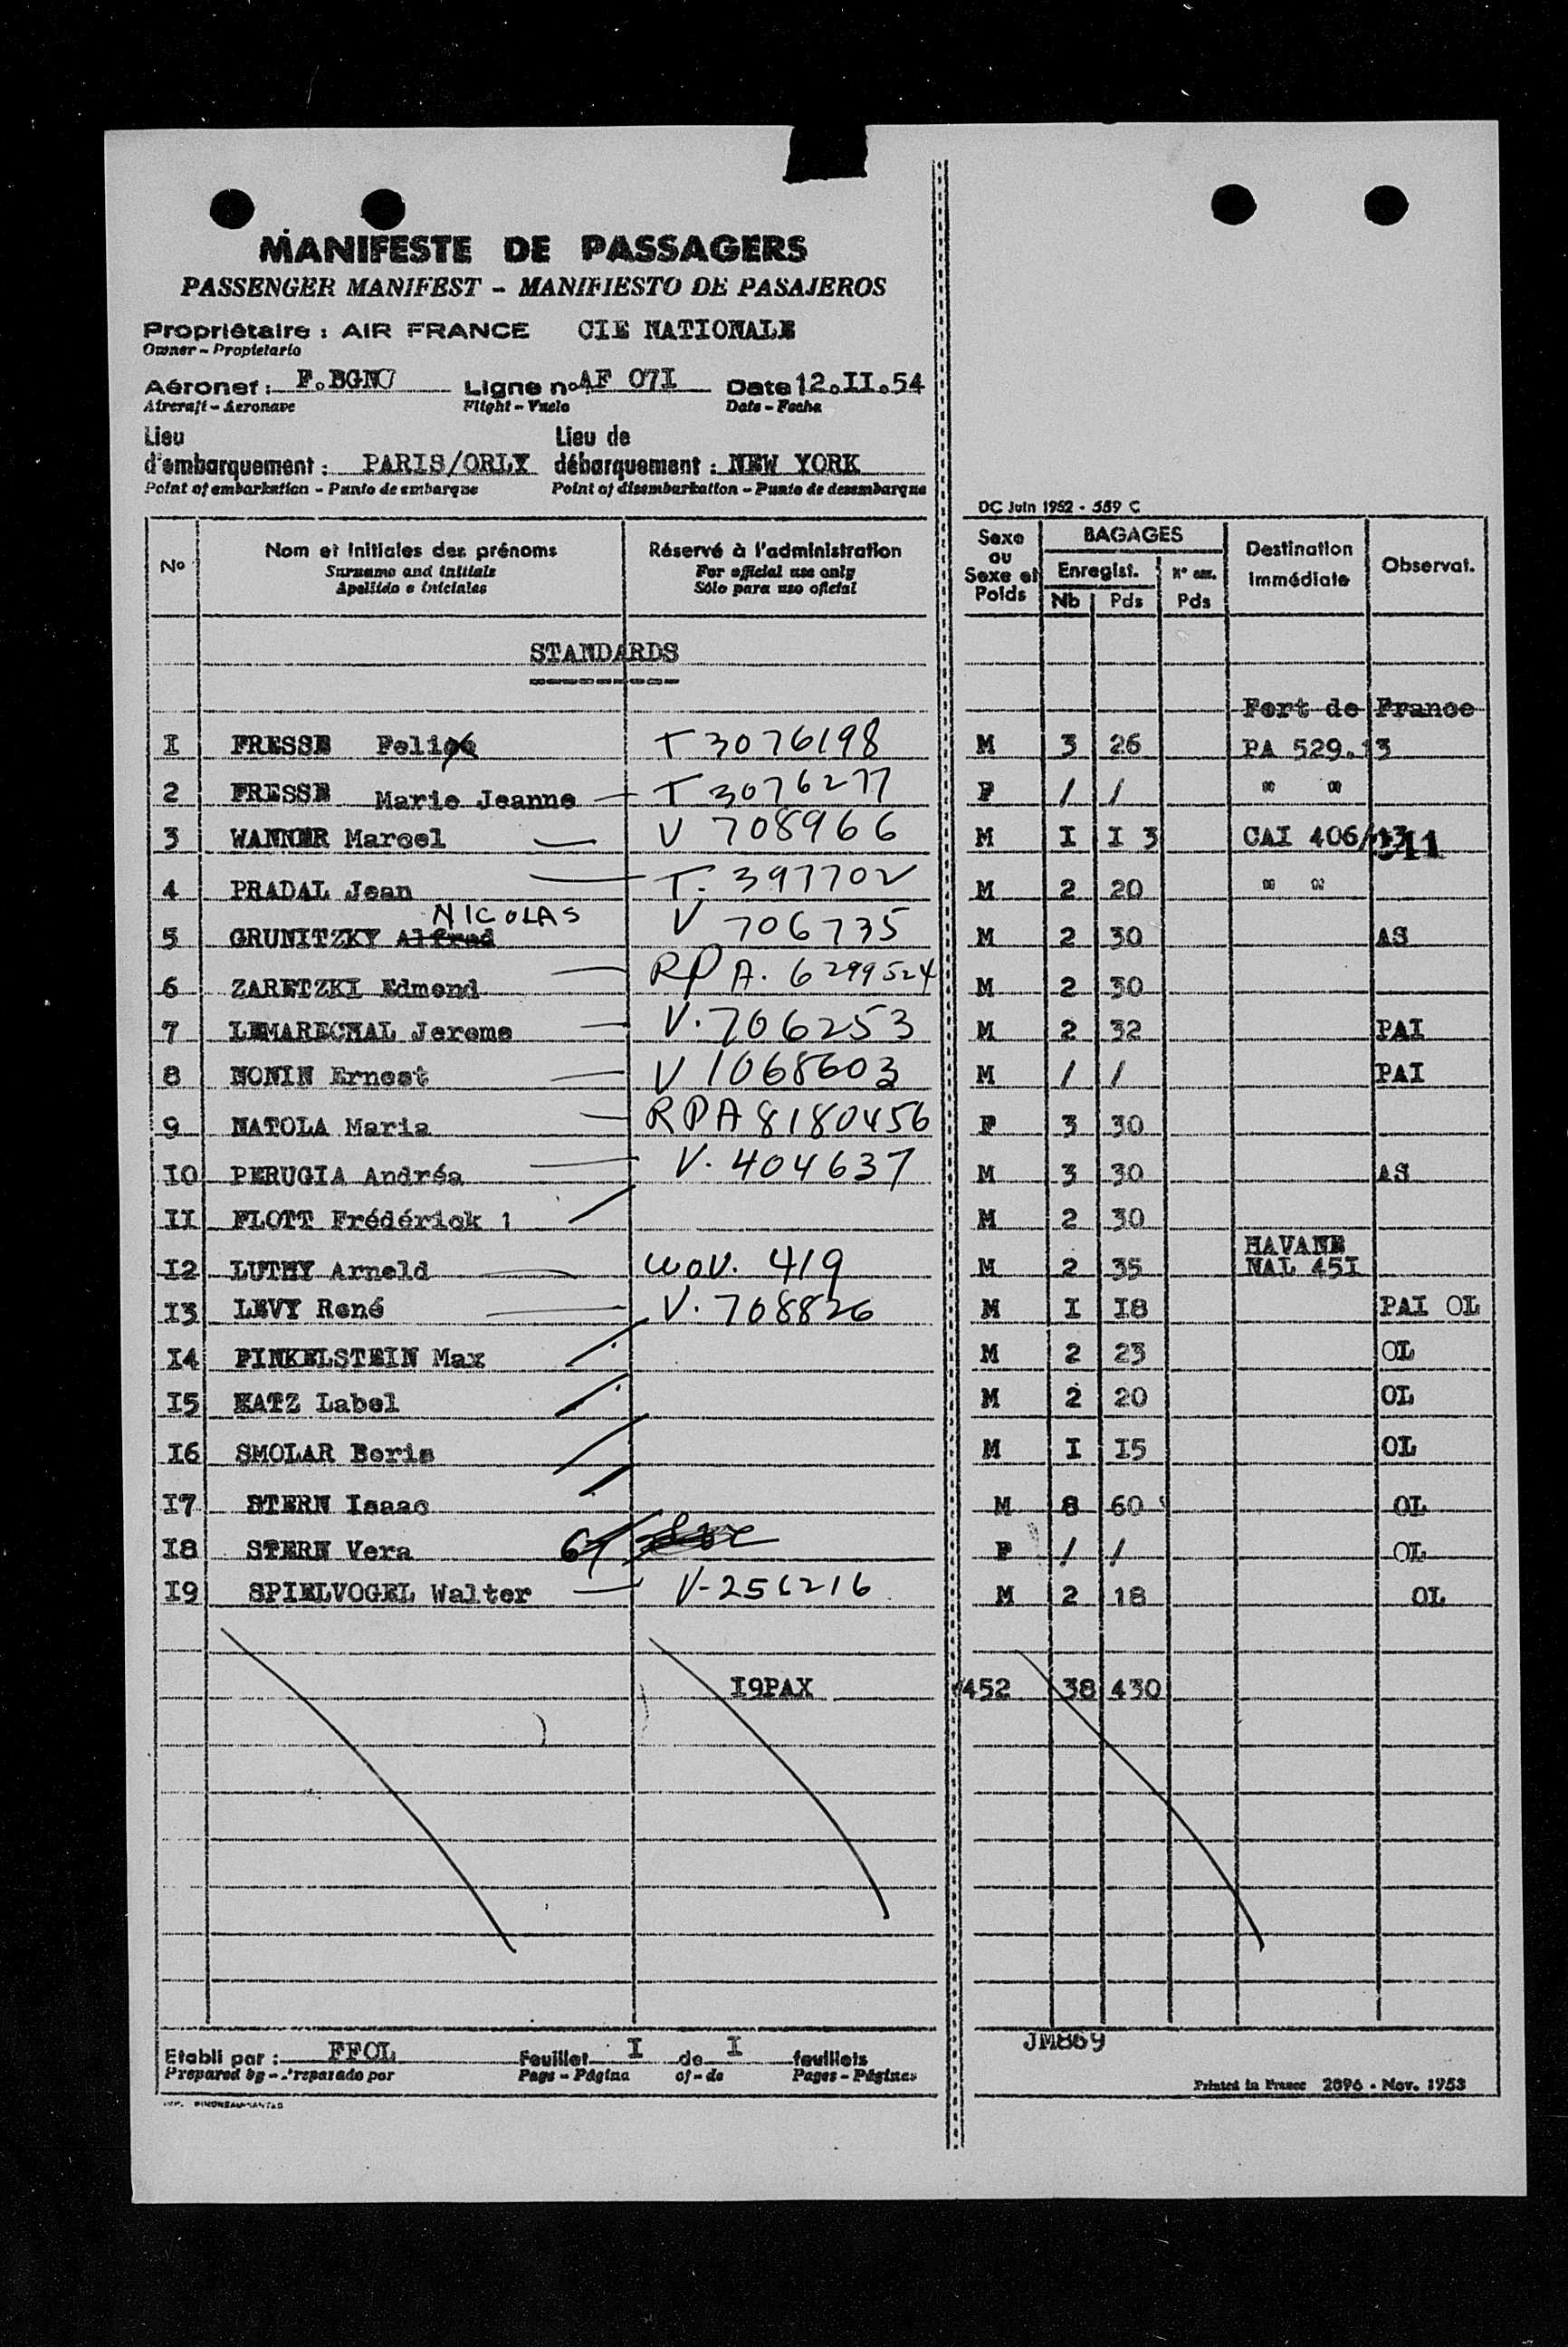 MANIFESTE DE PASSAGERS
PASSENGER MANIFEST - MANIFIESTO DE PASAJEROS
Propriétaire : AIR FRANCE CIE NATIONALE
Owner - Propietario
Aéronef : F.BGNC Ligne no AF 07I Date 12.II.54
Aircraft - Aeronave Flight - Vuelo Date - Fecha
Lieu Lieu de
d'embarquement : PARIS/ORLY débarquement : NEW YORK
Point of embarkation - Punto de embarque Point of disembarkation - Punto de desembarque
DC Juin 1952 - 589 C
No Nom et Initiales des prénoms Réservé à l'administration Sexe ou Sexe et Poids BAGAGES Destination immédiate Observat.
Surname and initials For official use only Enregist. Nb Pds Pds
Apellido e iniciales Sólo para uso oficial
STANDARDS
Fort de France
I FRESSE Feli T3076198 M 3 26 PA 529.13
2 FRESSE Marie Jeanne T 3076277 F / / " "
3 WANNER Marcel V 708966 M I I 3 CAI 406/
4 PRADAL Jean T. 397702 M 2 20 " "
NICOLAS
5 GRUNITZKY Alfred V 706735 M 2 30 AS
6 ZARETZKI Edmond RPA. 6299524 M 2 30
7 LEMARECHAL Jerome V.706253 M 2 32 PAI
8 NONIN Ernest V 1068603 M / / PAI
9 NATOLA Maria RPA 8180456 F 3 30
I0 PERUGIA Andréa V. 404637 M 3 30 AS
II FLOTT Frédérick 1 M 2 30
HAVANE
I2 LUTHY Arnold WOV. 419 M 2 35 NAL 45I
I3 LEVY René V. 708826 M I I8 PAI OL
I4 FINKELSTEIN Max M 2 23 OL
I5 KATZ Label M 2 20 OL
I6 SMOLAR Boris M I I5 OL
I7 STERN Isaac M 8 60 OL
I8 STERN Vera F / / OL
I9 SPIELVOGEL Walter V-256216 M 2 18 OL
I9PAX 452 38 430
Etabli par : FFOL Feuillet I de I feuillets JM869
Prepared by - Preparado por Page - Página of - de Pages - Páginas
Printed in France 2896 - Nov. 1953